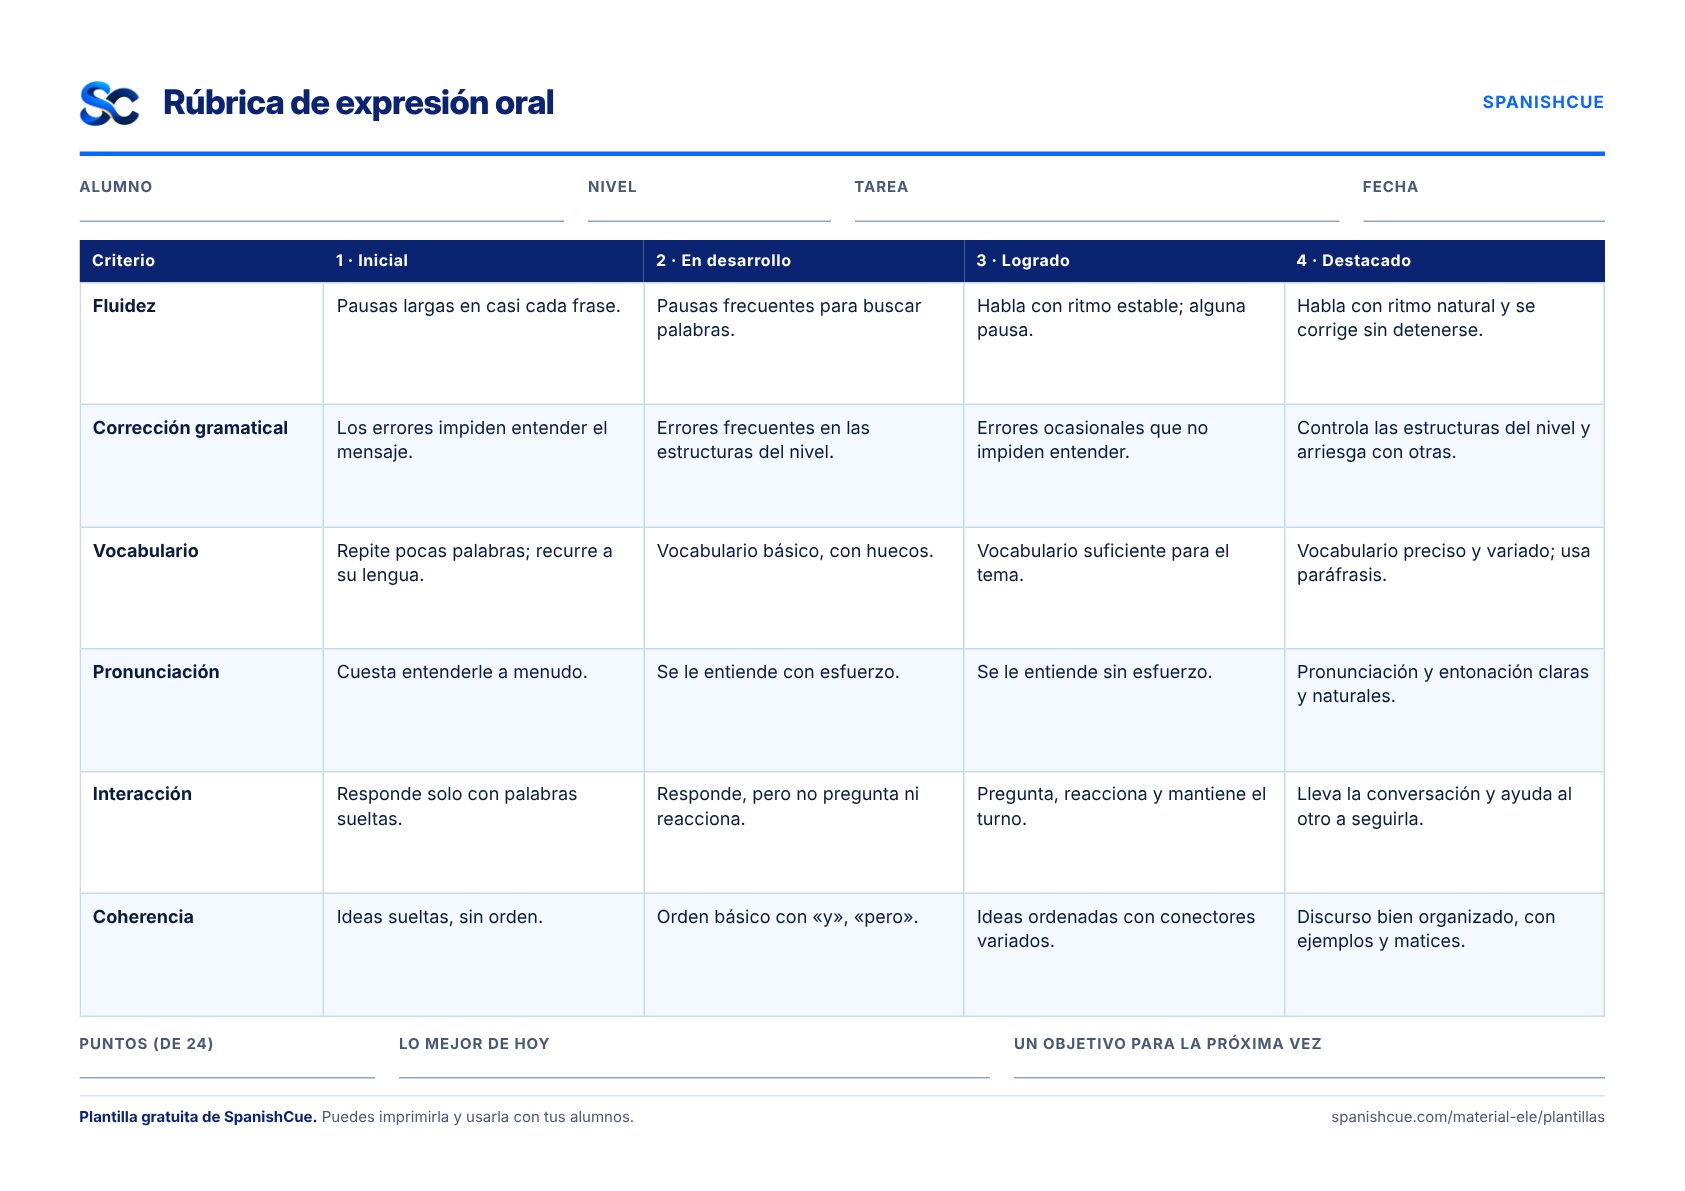 SC Rúbrica de expresión oral SPANISHCUE
ALUMNO NIVEL TAREA FECHA
Criterio 1 · Inicial 2 · En desarrollo 3 · Logrado 4 · Destacado
Fluidez Pausas largas en casi cada frase. Pausas frecuentes para buscar Habla con ritmo estable; alguna Habla con ritmo natural y se
palabras. pausa. corrige sin detenerse.
Corrección gramatical Los errores impiden entender el Errores frecuentes en las Errores ocasionales que no Controla las estructuras del nivel y
mensaje. estructuras del nivel. impiden entender. arriesga con otras.
Vocabulario Repite pocas palabras; recurre a Vocabulario básico, con huecos. Vocabulario suficiente para el Vocabulario preciso y variado; usa
su lengua. tema. paráfrasis.
Pronunciación Cuesta entenderle a menudo. Se le entiende con esfuerzo. Se le entiende sin esfuerzo. Pronunciación y entonación claras
y naturales.
Interacción Responde solo con palabras Responde, pero no pregunta ni Pregunta, reacciona y mantiene el Lleva la conversación y ayuda al
sueltas. reacciona. turno. otro a seguirla.
Coherencia Ideas sueltas, sin orden. Orden básico con «y», «pero». Ideas ordenadas con conectores Discurso bien organizado, con
variados. ejemplos y matices.
PUNTOS (DE 24) LO MEJOR DE HOY UN OBJETIVO PARA LA PRÓXIMA VEZ
Plantilla gratuita de SpanishCue. Puedes imprimirla y usarla con tus alumnos. spanishcue.com/material-ele/plantillas